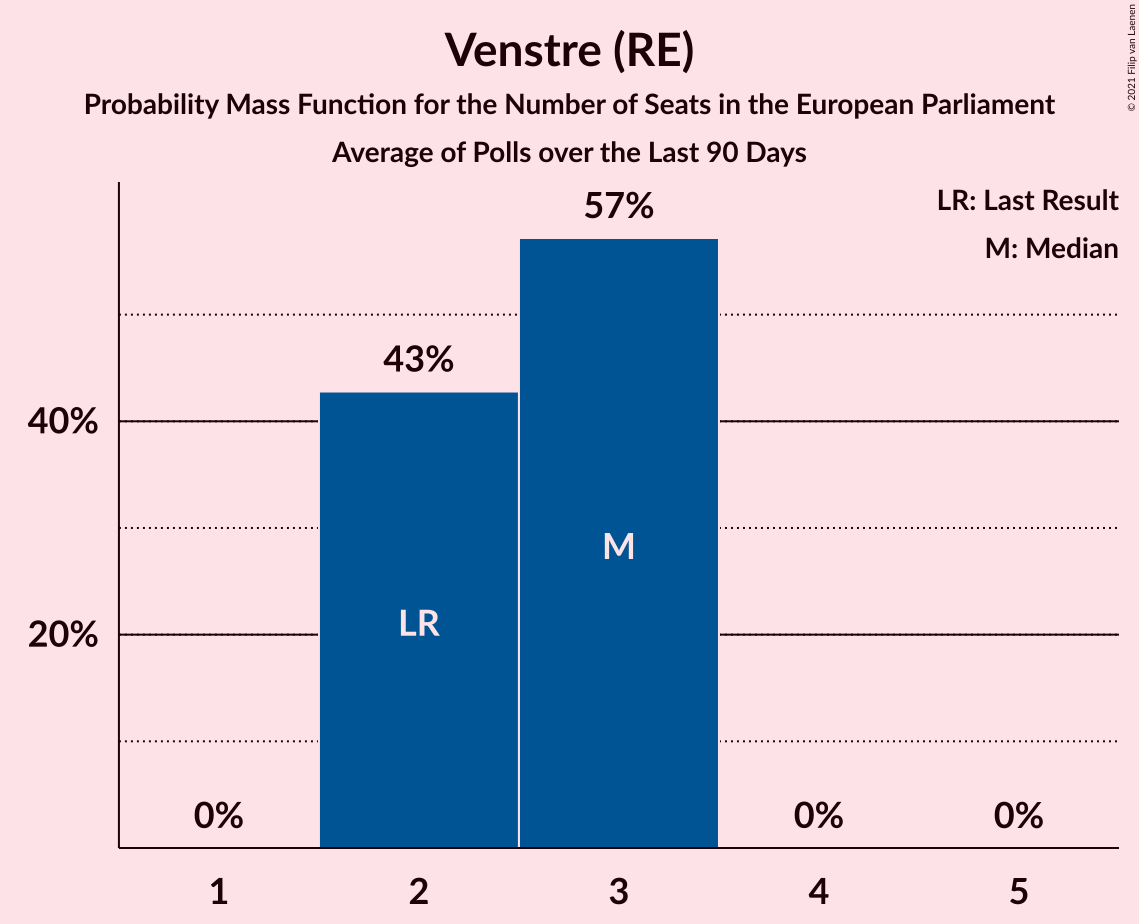 Venstre (RE)
Probability Mass Function for the Number of Seats in the European Parliament
Average of Polls over the Last 90 Days
© 2021 Filip van Laenen
LR: Last Result
M: Median
57%
43%
40%
M
LR
20%
0%
0%
0%
1
2
3
4
5